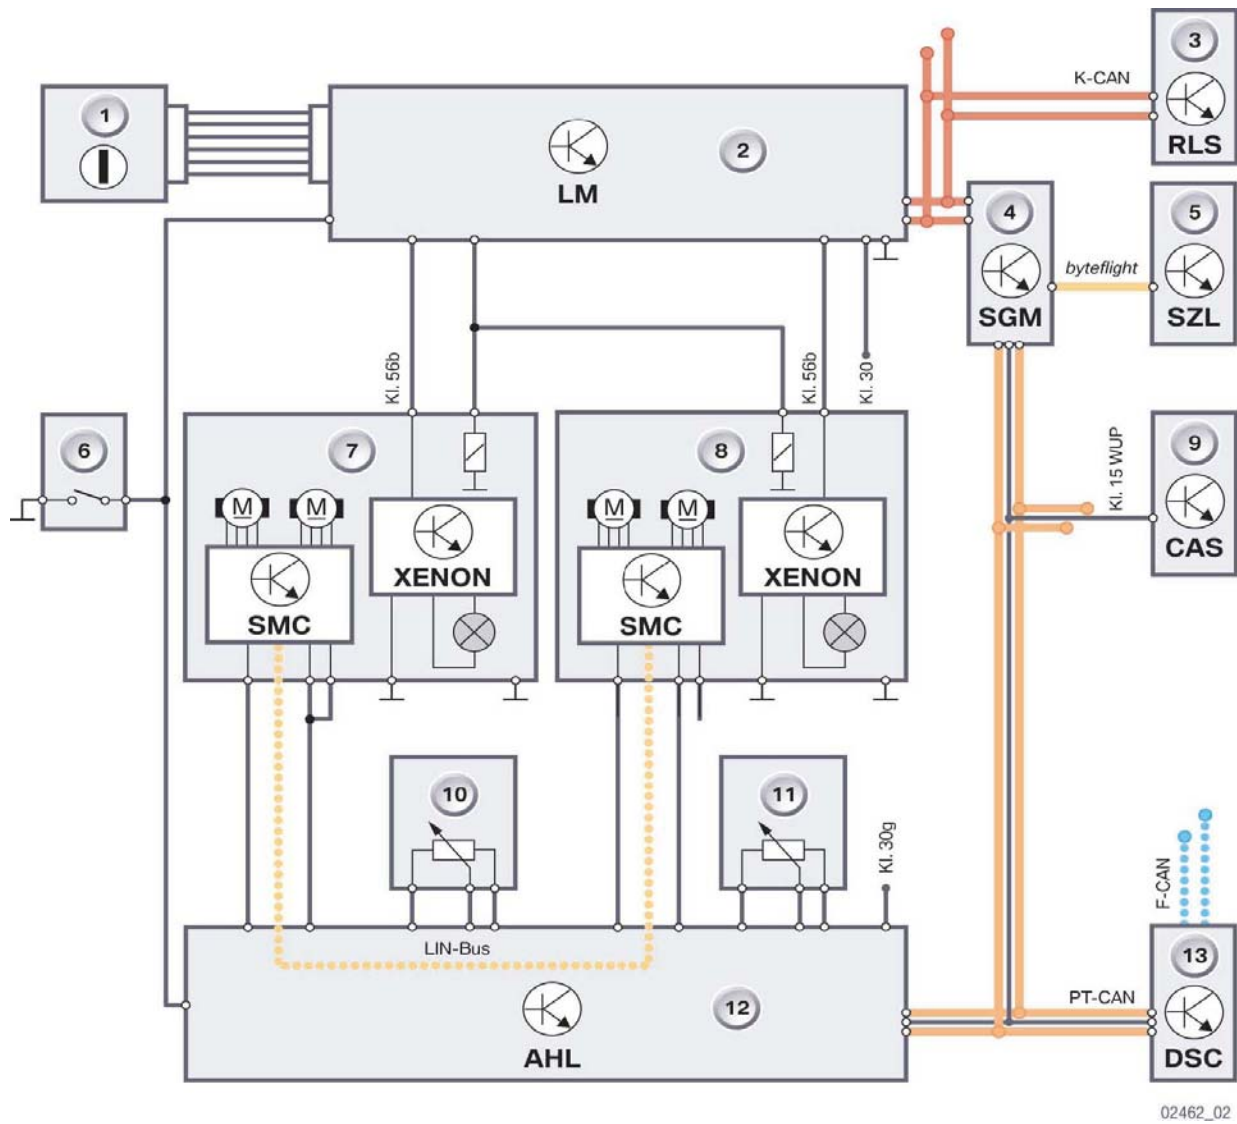 1
LM
2
K-CAN
3
RLS
4
SGM
byteflight
5
SZL
Kl. 56b
Kl. 56b
Kl. 30
6
7
M
M
XENON
SMC
8
M
M
XENON
SMC
Kl. 15 WUP
9
CAS
10
11
Kl. 30g
F-CAN
LIN-Bus
AHL
12
PT-CAN
13
DSC
02462_02